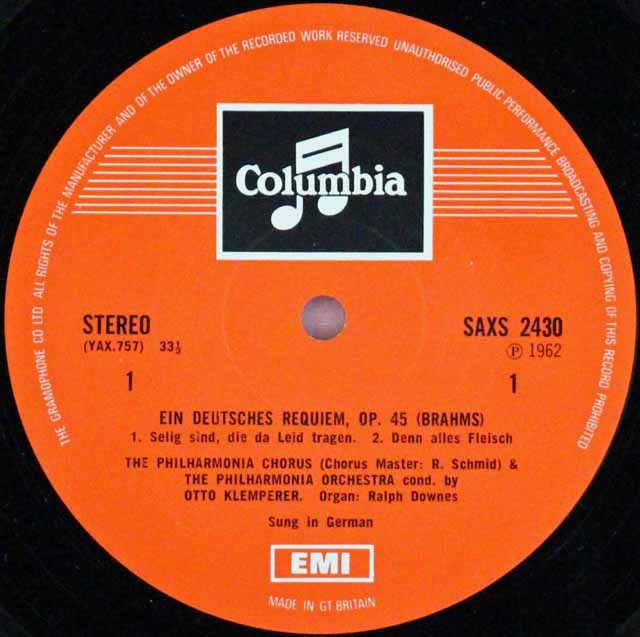 THE GRAMOPHONE CO LTD ALL RIGHTS OF THE MANUFACTURER AND OF THE OWNER OF THE RECORDED WORK RESERVED UNAUTHORISED PUBLIC PERFORMANCE BROADCASTING AND COPYING OF THIS RECORD PROHIBITED
Columbia
STEREO
(YAX.757) 33⅓
1
SAXS 2430
Ⓟ 1962
1
EIN DEUTSCHES REQUIEM, OP. 45 (BRAHMS)
1. Selig sind, die da Leid tragen. 2. Denn alles Fleisch
THE PHILHARMONIA CHORUS (Chorus Master: R. Schmid) &
THE PHILHARMONIA ORCHESTRA cond. by
OTTO KLEMPERER. Organ: Ralph Downes
Sung in German
EMI
MADE IN GT. BRITAIN